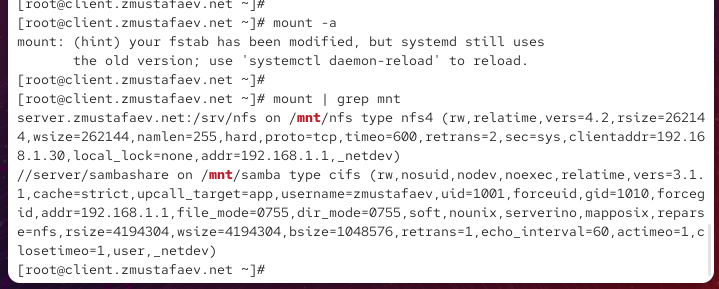 [root@client.zmustafaev.net ~]#
[root@client.zmustafaev.net ~]# mount -a
mount: (hint) your fstab has been modified, but systemd still uses
       the old version; use 'systemctl daemon-reload' to reload.
[root@client.zmustafaev.net ~]#
[root@client.zmustafaev.net ~]# mount | grep mnt
server.zmustafaev.net:/srv/nfs on /mnt/nfs type nfs4 (rw,relatime,vers=4.2,rsize=26214
4,wsize=262144,namlen=255,hard,proto=tcp,timeo=600,retrans=2,sec=sys,clientaddr=192.16
8.1.30,local_lock=none,addr=192.168.1.1,_netdev)
//server/sambashare on /mnt/samba type cifs (rw,nosuid,nodev,noexec,relatime,vers=3.1.
1,cache=strict,upcall_target=app,username=zmustafaev,uid=1001,forceuid,gid=1010,forceg
id,addr=192.168.1.1,file_mode=0755,dir_mode=0755,soft,nounix,serverino,mapposix,repars
e=nfs,rsize=4194304,wsize=4194304,bsize=1048576,retrans=1,echo_interval=60,actimeo=1,c
losetimeo=1,user,_netdev)
[root@client.zmustafaev.net ~]#